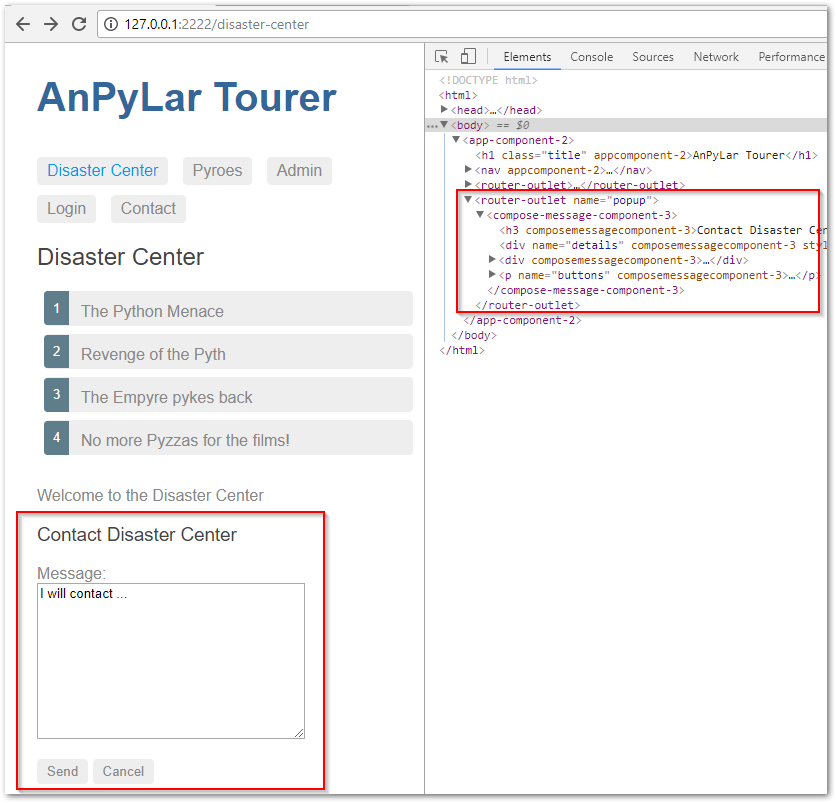 127.0.0.1:2222/disaster-center
AnPyLar Tourer
Disaster Center Pyroes Admin
Login Contact
Disaster Center
1 The Python Menace
2 Revenge of the Pyth
3 The Empyre pykes back
4 No more Pyzzas for the films!
Welcome to the Disaster Center
Contact Disaster Center
Message:
I will contact ...
Send Cancel
Elements Console Sources Network Performance
<!DOCTYPE html>
<html>
<head>…</head>
<body> == $0
<app-component-2>
<h1 class="title" appcomponent-2>AnPyLar Tourer</h1>
<nav appcomponent-2>…</nav>
<router-outlet>…</router-outlet>
<router-outlet name="popup">
<compose-message-component-3>
<h3 composemessagecomponent-3>Contact Disaster Cen
<div name="details" composemessagecomponent-3 styl
<div composemessagecomponent-3>…</div>
<p name="buttons" composemessagecomponent-3>…</p>
</compose-message-component-3>
</router-outlet>
</app-component-2>
</body>
</html>